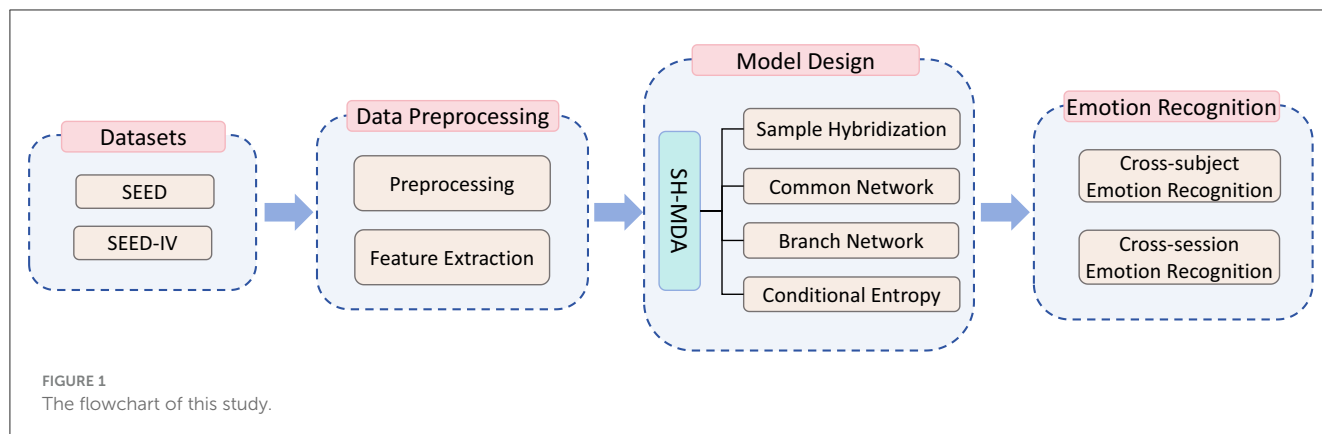 Datasets
SEED
SEED-IV
Data Preprocessing
Preprocessing
Feature Extraction
Model Design
SH-MDA
Sample Hybridization
Common Network
Branch Network
Conditional Entropy
Emotion Recognition
Cross-subject
Emotion Recognition
Cross-session
Emotion Recognition
FIGURE 1
The flowchart of this study.